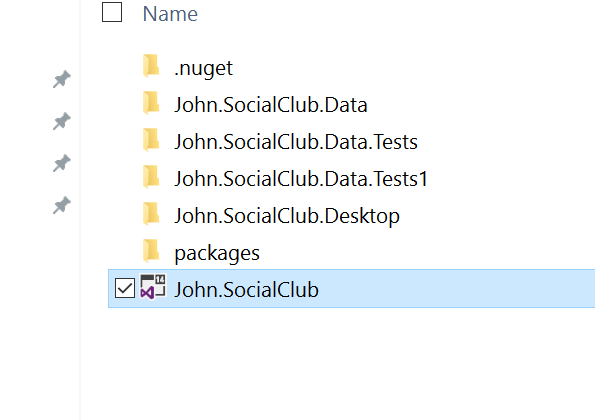 Name
.nuget
John.SocialClub.Data
John.SocialClub.Data.Tests
John.SocialClub.Data.Tests1
John.SocialClub.Desktop
packages
14
John.SocialClub